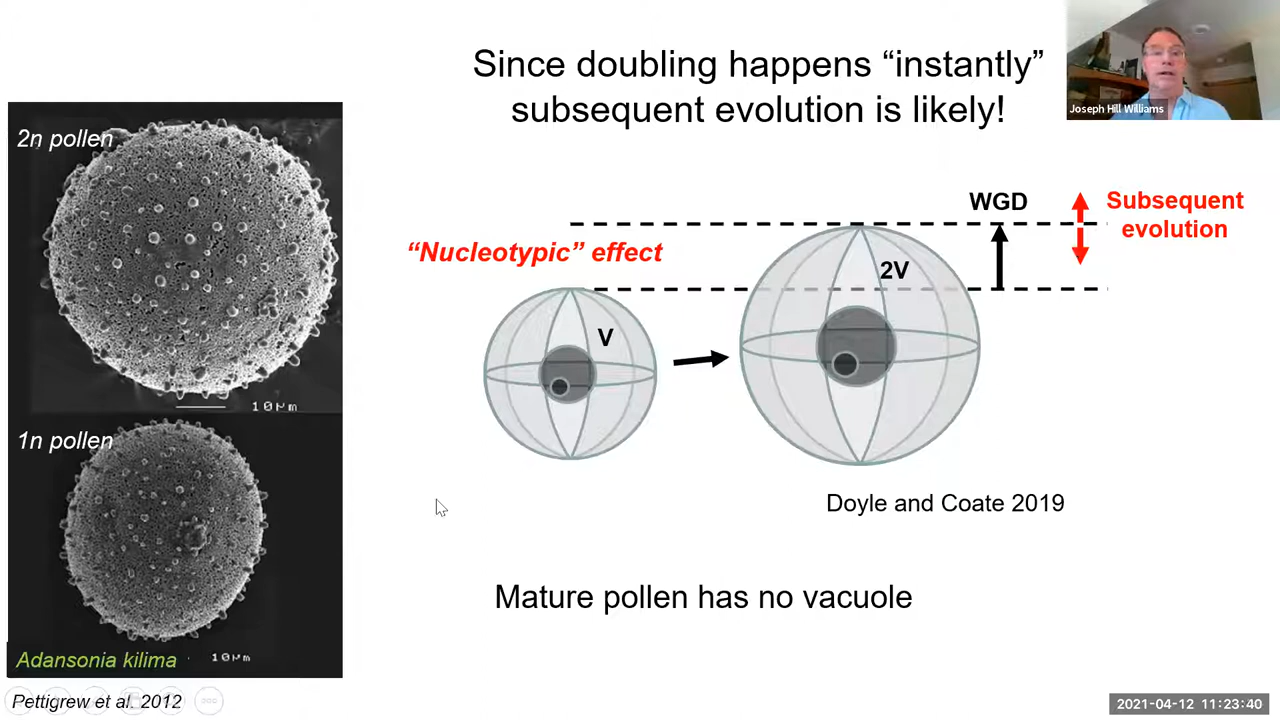 Since doubling happens “instantly”
subsequent evolution is likely!
Joseph Hill Williams
2n pollen
10µm
1n pollen
10µm
Adansonia kilima
Pettigrew et al. 2012
WGD
Subsequent
evolution
“Nucleotypic” effect
2V
V
Doyle and Coate 2019
Mature pollen has no vacuole
2021-04-12 11:23:40